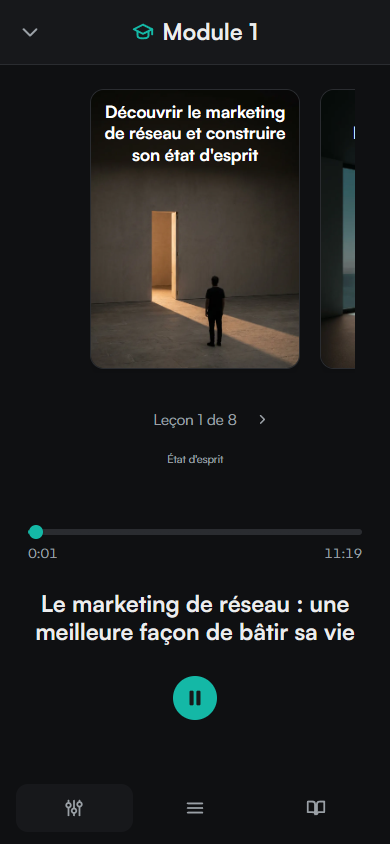 Module 1
Découvrir le marketing
de réseau et construire
son état d'esprit
Leçon 1 de 8
État d'esprit
0:01
11:19
Le marketing de réseau : une
meilleure façon de bâtir sa vie